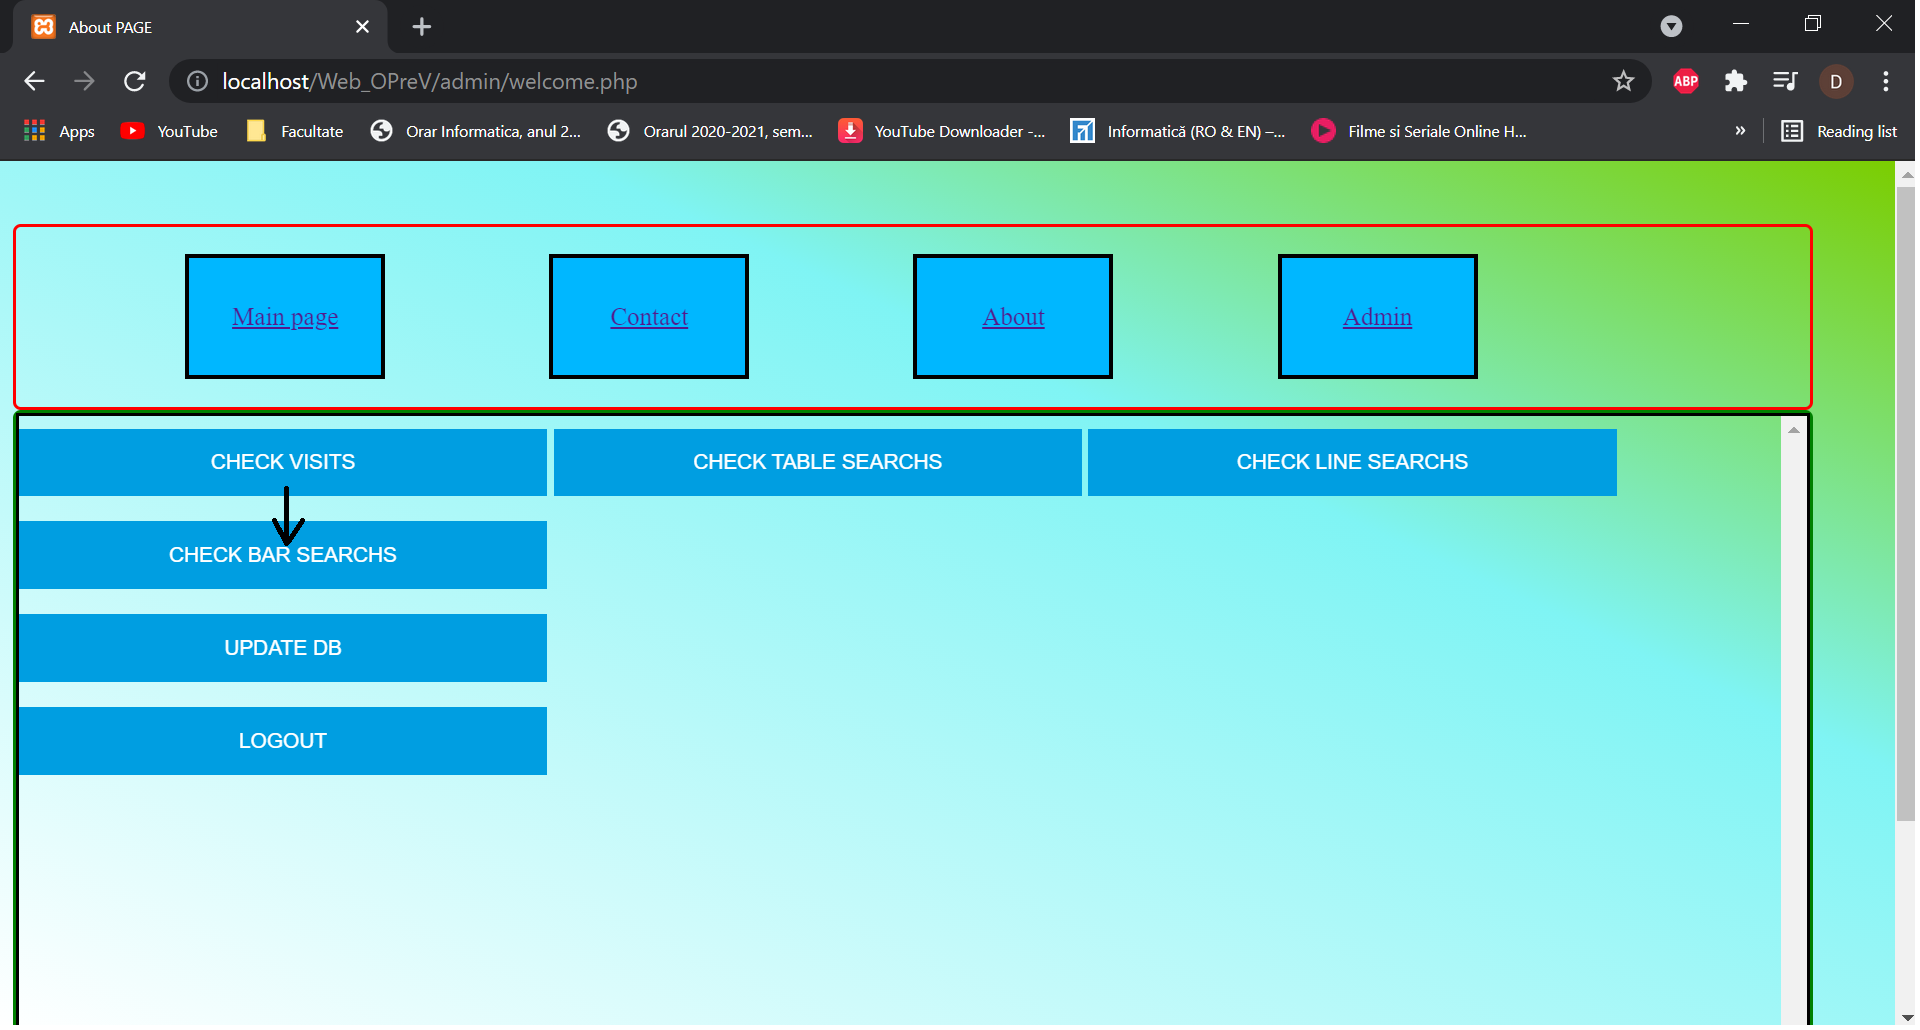 About PAGE
localhost/Web_OPreV/admin/welcome.php
ABP
D
Apps
YouTube
Facultate
Orar Informatica, anul 2...
Orarul 2020-2021, sem...
YouTube Downloader -...
Informatică (RO & EN) –...
Filme si Seriale Online H...
»
Reading list
Main page
Contact
About
Admin
CHECK VISITS
CHECK TABLE SEARCHS
CHECK LINE SEARCHS
CHECK BAR SEARCHS
UPDATE DB
LOGOUT